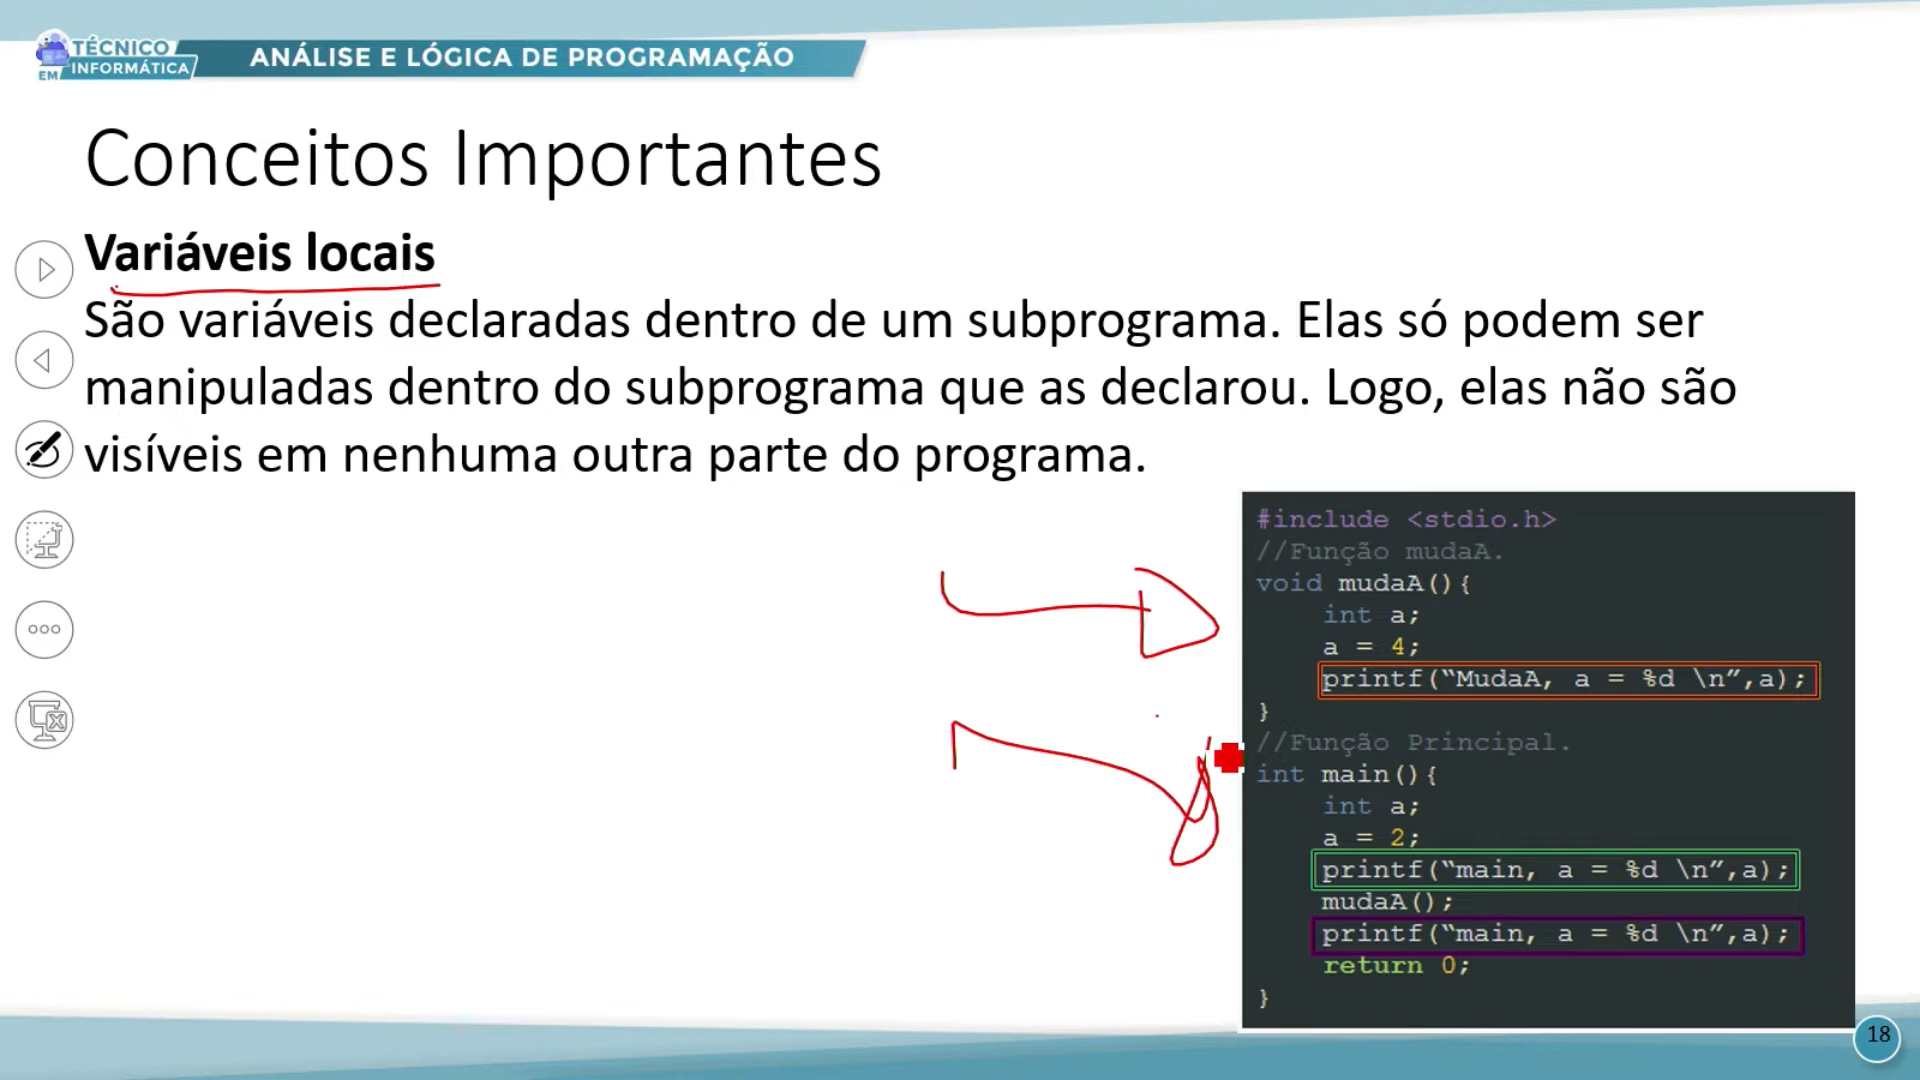 TÉCNICO
EM INFORMÁTICA
ANÁLISE E LÓGICA DE PROGRAMAÇÃO
Conceitos Importantes
Variáveis locais
São variáveis declaradas dentro de um subprograma. Elas só podem ser
manipuladas dentro do subprograma que as declarou. Logo, elas não são
visíveis em nenhuma outra parte do programa.
#include <stdio.h>
//Função mudaA.
void mudaA(){
int a;
a = 4;
printf(“MudaA, a = %d \n”,a);
}
//Função Principal.
int main(){
int a;
a = 2;
printf(“main, a = %d \n”,a);
mudaA();
printf(“main, a = %d \n”,a);
return 0;
}
18